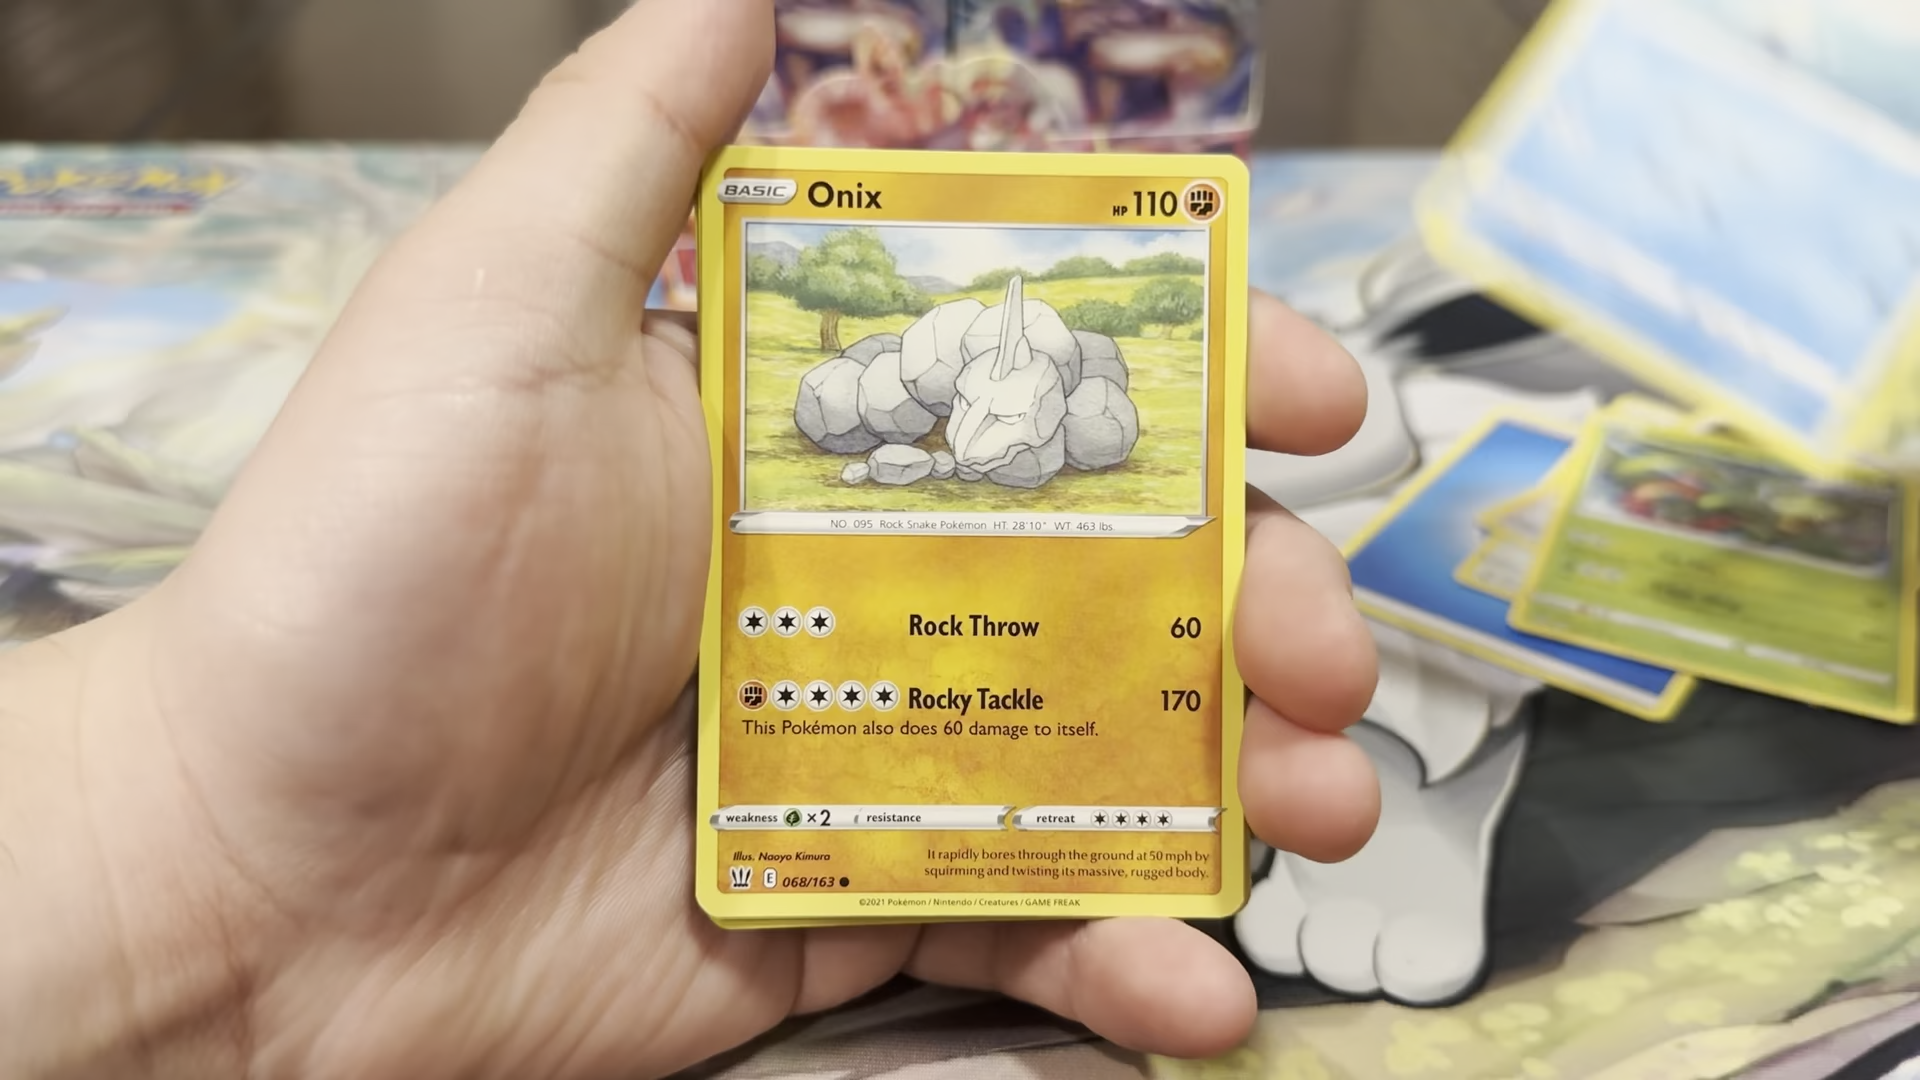 POKÉMON
BASIC Onix HP 110
NO. 095 Rock Snake Pokémon HT: 28'10" WT: 463 lbs.
Rock Throw 60
Rocky Tackle 170
This Pokémon also does 60 damage to itself.
weakness ×2 resistance retreat
Illus. Naoyo Kimura
It rapidly bores through the ground at 50 mph by
squirming and twisting its massive, rugged body.
E 068/163
©2021 Pokémon / Nintendo / Creatures / GAME FREAK